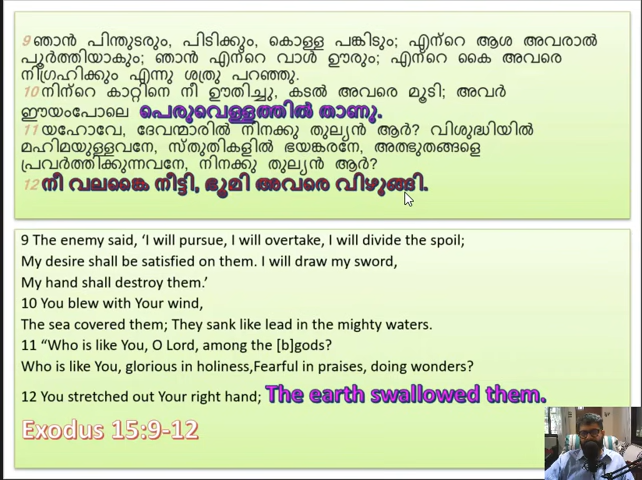 9 ഞാൻ പിന്തുടരും, പിടിക്കും, കൊള്ള പങ്കിടും; എന്റെ ആശ അവരാൽ
പൂർത്തിയാകും; ഞാൻ എന്റെ വാൾ ഊരും; എന്റെ കൈ അവരെ
നിഗ്രഹിക്കും എന്നു ശത്രു പറഞ്ഞു.
10 നിന്റെ കാറ്റിനെ നീ ഊതിച്ചു, കടൽ അവരെ മൂടി; അവർ
ഈയംപോലെ പെരുവെള്ളത്തിൽ താണു.
11 യഹോവേ, ദേവന്മാരിൽ നിനക്കു തുല്യൻ ആർ? വിശുദ്ധിയിൽ
മഹിമയുള്ളവനേ, സ്തുതികളിൽ ഭയങ്കരനേ, അത്ഭുതങ്ങളെ
പ്രവർത്തിക്കുന്നവനേ, നിനക്കു തുല്യൻ ആർ?
12 നീ വലങ്കൈ നീട്ടി, ഭൂമി അവരെ വിഴുങ്ങി.
9 The enemy said, ‘I will pursue, I will overtake, I will divide the spoil;
My desire shall be satisfied on them. I will draw my sword,
My hand shall destroy them.’
10 You blew with Your wind,
The sea covered them; They sank like lead in the mighty waters.
11 “Who is like You, O Lord, among the [b]gods?
Who is like You, glorious in holiness,Fearful in praises, doing wonders?
12 You stretched out Your right hand; The earth swallowed them.
Exodus 15:9-12